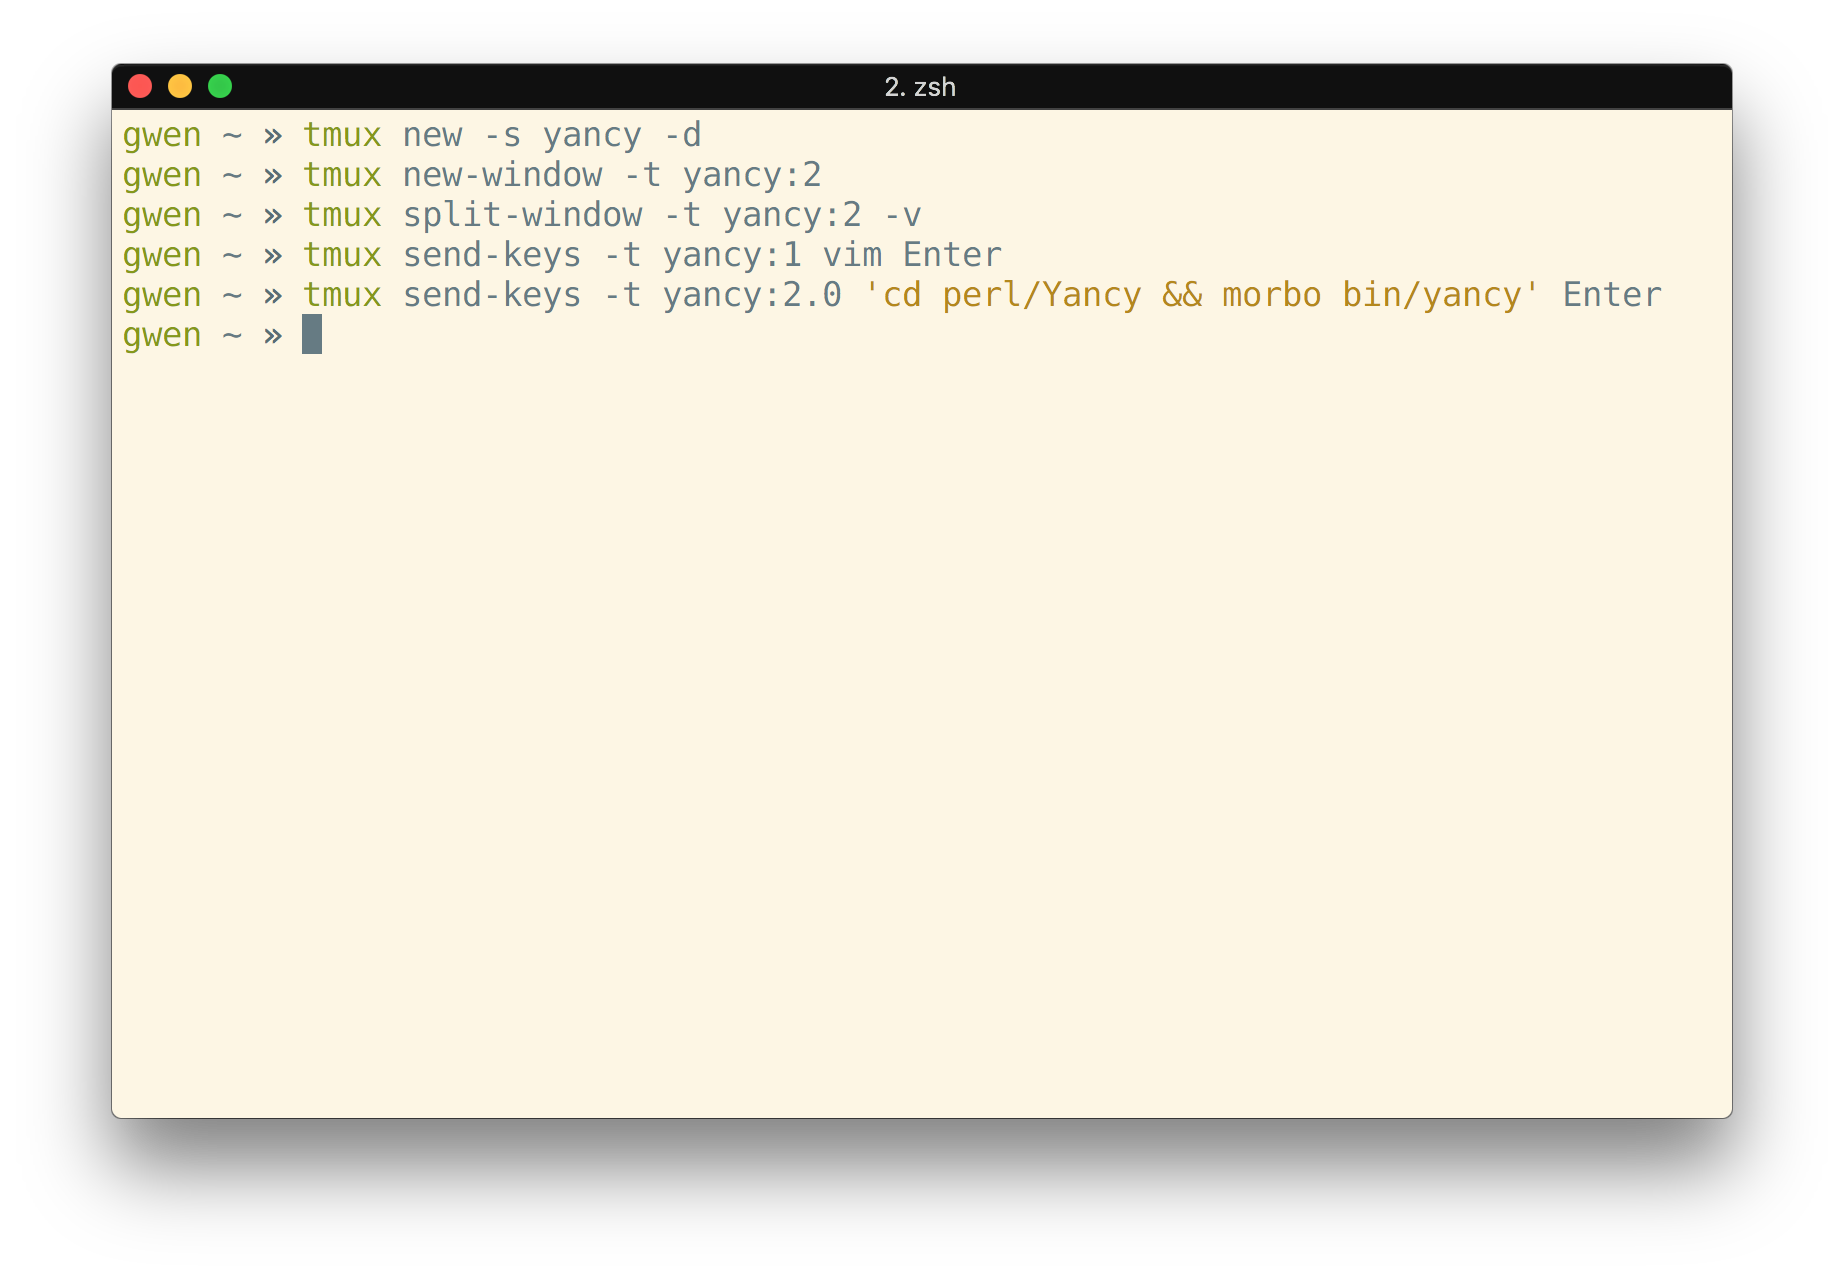 2. zsh
gwen ~ » tmux new -s yancy -d
gwen ~ » tmux new-window -t yancy:2
gwen ~ » tmux split-window -t yancy:2 -v
gwen ~ » tmux send-keys -t yancy:1 vim Enter
gwen ~ » tmux send-keys -t yancy:2.0 'cd perl/Yancy && morbo bin/yancy' Enter
gwen ~ »